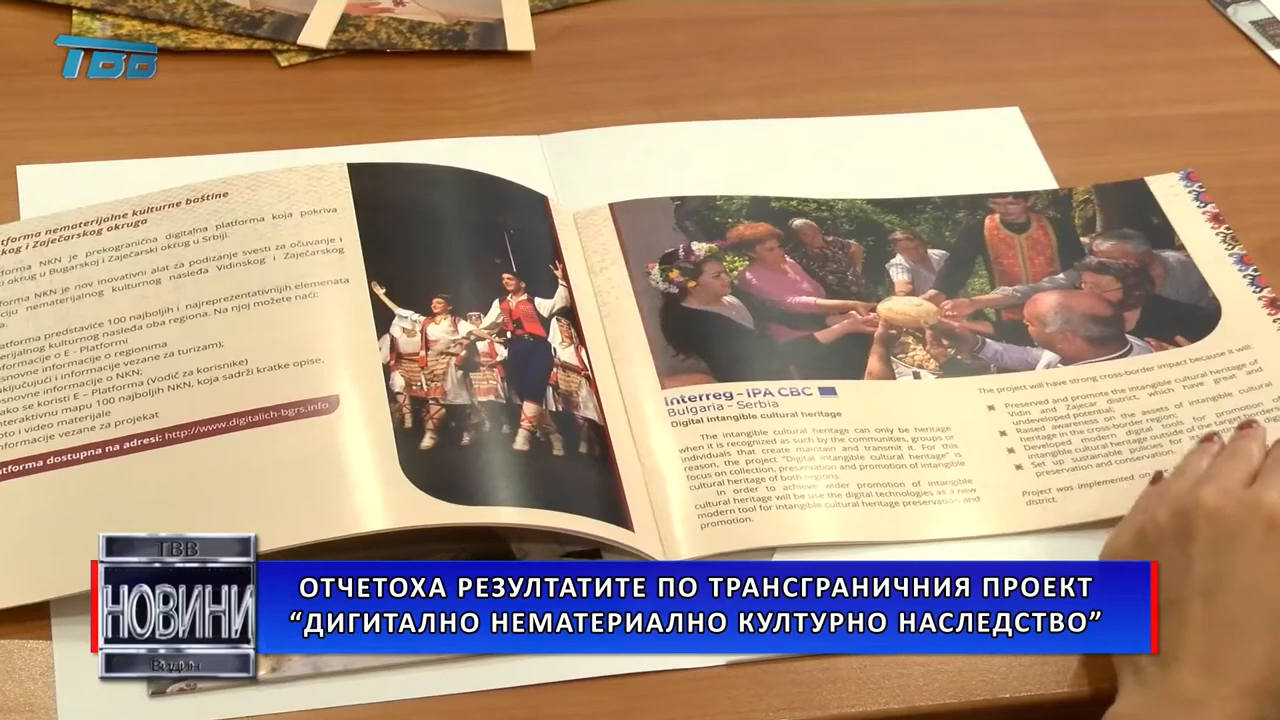 ТВВ
tforma nematerijalne kulturne baštine
kog i Zaječarskog okruga
forma NKN je prekogranična digitalna platforma koja pokriva
i okrug u Bugarskoj i Zaječarski okrug u Srbiji.
forma NKN je nov inovativni alat za podizanje svesti za očuvanje i
ciju nematerijalnog kulturnog nasleđa Vidinskog i Zaječarskog
a.
atforma predstaviće 100 najboljih i najreprezentativnijih elemenata
erijalnog kulturnog nasleđa oba regiona. Na njoj možete naći:
nformacije o E - Platformi
osnovne informacije o regionima
uključujući i informacije vezane za turizam);
osnovne informacije o NKN;
ako se koristi E – Platforma (Vodič za korisnike)
nteraktivnu mapu 100 najboljih NKN, koja sadrži kratke opise,
oto i video materijale
nformacije vezane za projekat
atforma dostupna na adresi: http://www.digitalich-bgrs.info
Interreg - IPA CBC
Bulgaria - Serbia
Digital intangible cultural heritage
The intangible cultural heritage can only be heritage
when it is recognized as such by the communities, groups or
individuals that create maintain and transmit it. For this
reason, the project "Digital intangible cultural heritage" is
focus on collection, preservation and promotion of intangible
cultural heritage of both regions.
In order to achieve wider promotion of intangible
cultural heritage will be use the digital technologies as a new
modern tool for intangible cultural heritage preservation and
promotion.
The project will have strong cross-border impact because it will:
Preserved and promote the intangible cultural heritage of
Vidin and Zajecar district, which have great and
undeveloped potential;
Raised awareness on the assets of intangible cultural
heritage in the cross-border region;
Developed modern digital tools for promotion of
intangible cultural heritage outside of the target borders
Set up sustainable policies for its
preservation and conservation.
Project was implemented on
district.
ТВВ
НОВИНИ
Видин
ОТЧЕТОХА РЕЗУЛТАТИТЕ ПО ТРАНСГРАНИЧНИЯ ПРОЕКТ
“ДИГИТАЛНО НЕМАТЕРИАЛНО КУЛТУРНО НАСЛЕДСТВО”